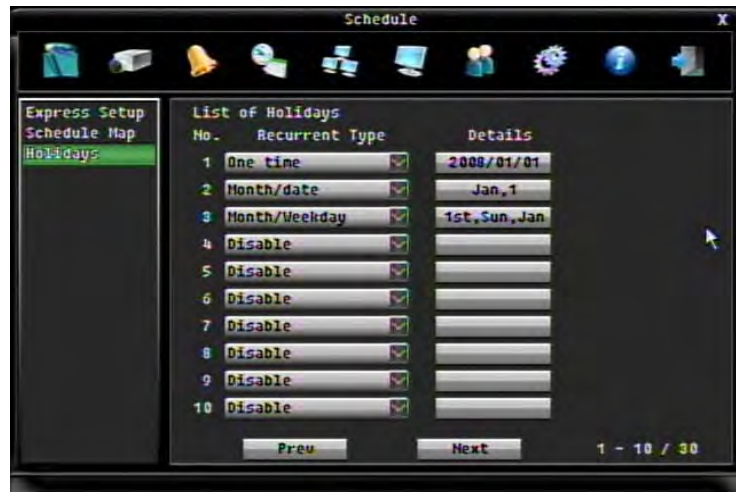 Schedule X
Express Setup
Schedule Map
Holidays
List of Holidays
No. Recurrent Type Details
1 One time 2008/01/01
2 Month/date Jan,1
3 Month/Weekday 1st,Sun,Jan
4 Disable
5 Disable
6 Disable
7 Disable
8 Disable
9 Disable
10 Disable
Prev Next 1 - 10 / 30